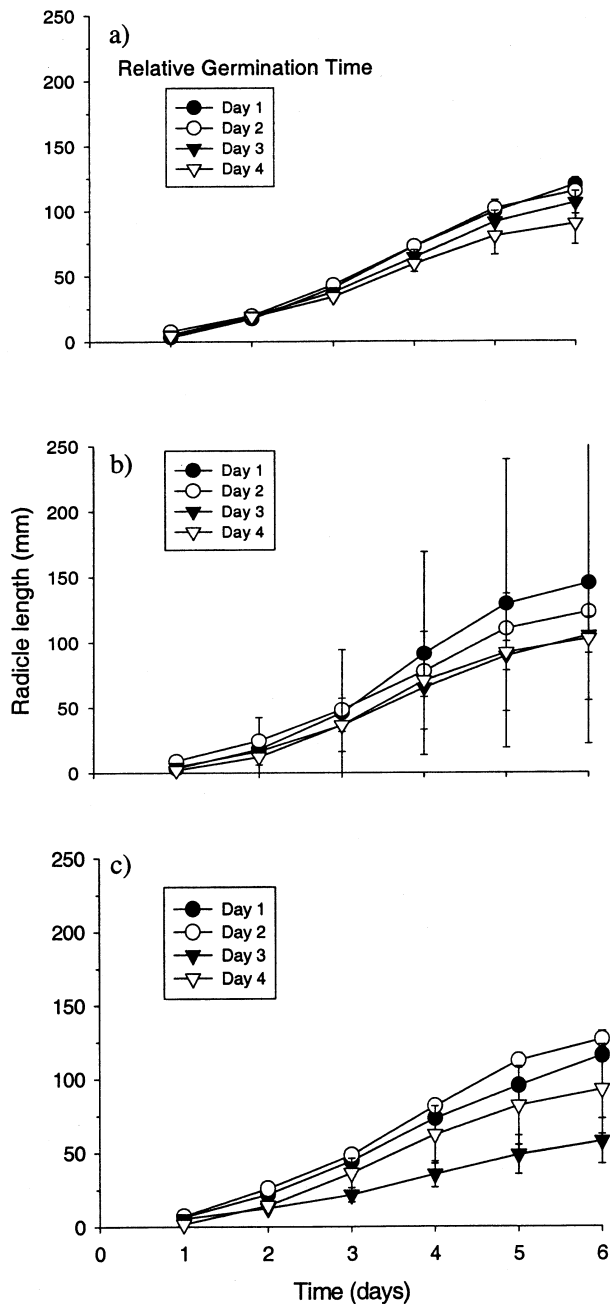 a)
Relative Germination Time
250
200
150
100
50
0
Day 1
Day 2
Day 3
Day 4
b)
250
200
150
100
50
0
Day 1
Day 2
Day 3
Day 4
Radicle length (mm)
c)
250
200
150
100
50
0
Day 1
Day 2
Day 3
Day 4
0 1 2 3 4 5 6
Time (days)